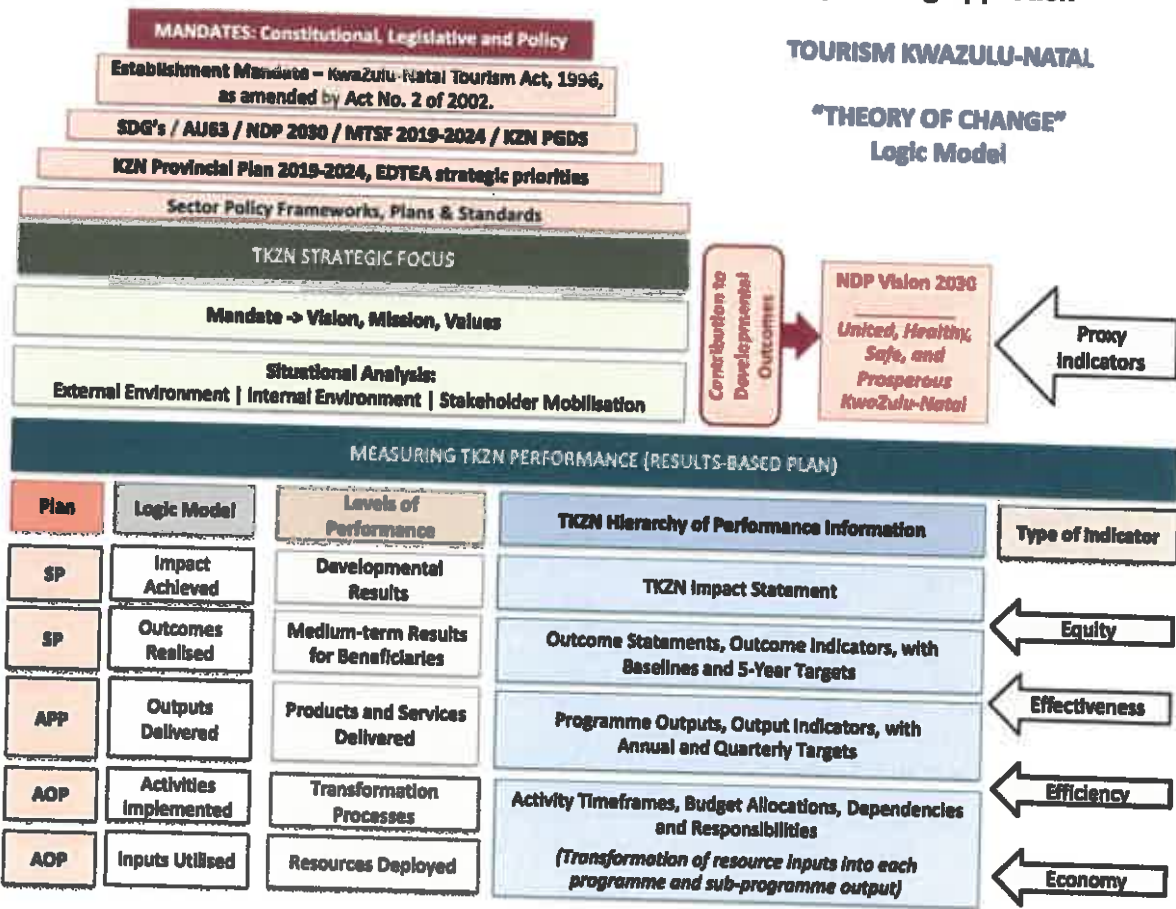 TOURISM KWAZULU-NATAL
"THEORY OF CHANGE"
Logic Model
MANDATES: Constitutional, Legislative and Policy
Establishment Mandate – KwaZulu-Natal Tourism Act, 1996,
as amended by Act No. 2 of 2002.
SDG's / AU63 / NDP 2030 / MTSF 2019-2024 / KZN PGDS
KZN Provincial Plan 2019-2024, EDTEA strategic priorities
Sector Policy Frameworks, Plans & Standards
TKZN STRATEGIC FOCUS
Mandate -> Vision, Mission, Values
Situational Analysis:
External Environment | Internal Environment | Stakeholder Mobilisation
Contribution to
Developmental
Outcomes
NDP Vision 2030
United, Healthy,
Safe, and
Prosperous
KwaZulu-Natal
Proxy
Indicators
MEASURING TKZN PERFORMANCE (RESULTS-BASED PLAN)
Plan
Logic Model
Levels of
Performance
TKZN Hierarchy of Performance Information
Type of Indicator
SP
Impact
Achieved
Developmental
Results
TKZN Impact Statement
Equity
SP
Outcomes
Realised
Medium-term Results
for Beneficiaries
Outcome Statements, Outcome Indicators, with
Baselines and 5-Year Targets
Effectiveness
APP
Outputs
Delivered
Products and Services
Delivered
Programme Outputs, Output Indicators, with
Annual and Quarterly Targets
Efficiency
AOP
Activities
Implemented
Transformation
Processes
Activity Timeframes, Budget Allocations, Dependencies
and Responsibilities
(Transformation of resource inputs into each
programme and sub-programme output)
AOP
Inputs Utilised
Resources Deployed
Economy